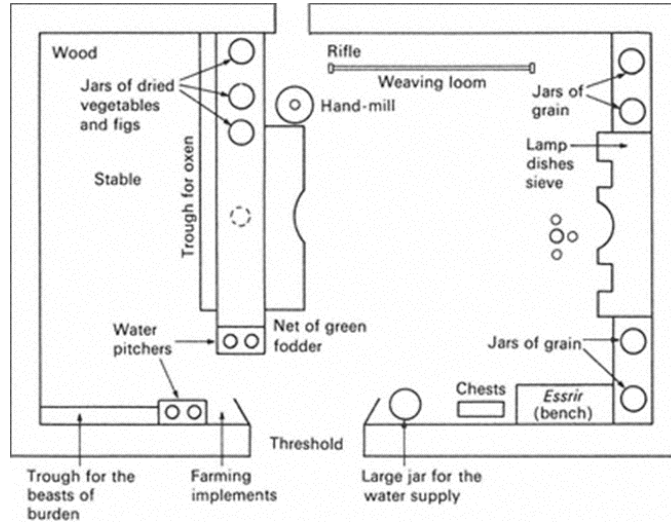 Wood
Jars of dried
vegetables
and figs
Stable
Trough for oxen
Water
pitchers
Trough for the
beasts of
burden
Farming
implements
Rifle
Weaving loom
Hand-mill
Net of green
fodder
Threshold
Jars of
grain
Lamp
dishes
sieve
Jars of grain
Chests
Essrir
(bench)
Large jar for the
water supply